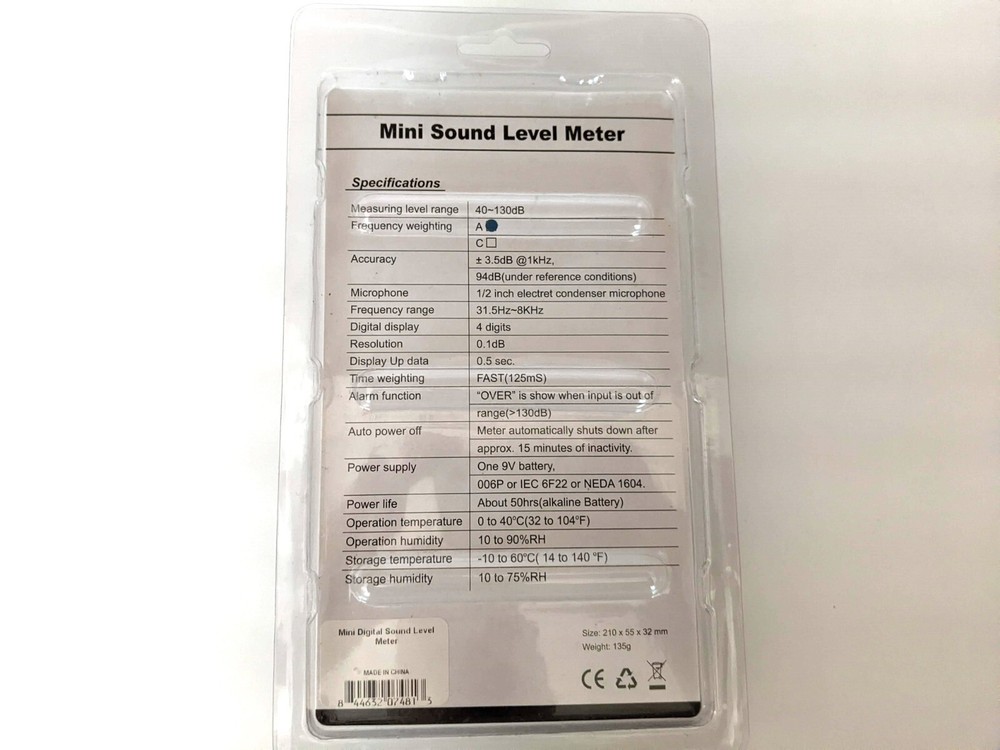 Mini Sound Level Meter
Specifications
Measuring level range 40~130dB
Frequency weighting A
C
Accuracy ± 3.5dB @1kHz,
94dB(under reference conditions)
Microphone 1/2 inch electret condenser microphone
Frequency range 31.5Hz~8KHz
Digital display 4 digits
Resolution 0.1dB
Display Up data 0.5 sec.
Time weighting FAST(125mS)
Alarm function “OVER” is show when input is out of
range(>130dB)
Auto power off Meter automatically shuts down after
approx. 15 minutes of inactivity.
Power supply One 9V battery,
006P or IEC 6F22 or NEDA 1604.
Power life About 50hrs(alkaline Battery)
Operation temperature 0 to 40°C(32 to 104°F)
Operation humidity 10 to 90%RH
Storage temperature -10 to 60°C( 14 to 140 °F)
Storage humidity 10 to 75%RH
Mini Digital Sound Level
Meter
MADE IN CHINA
8 44632 07481 3
Size: 210 x 55 x 32 mm
Weight: 135g
CE